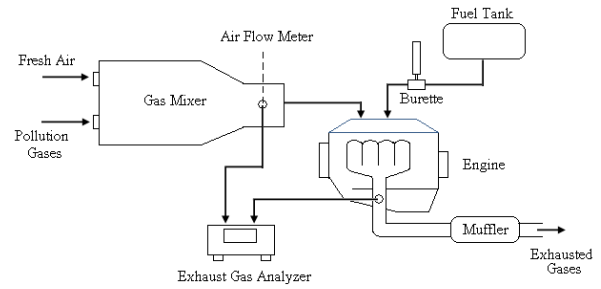 Fuel Tank
Air Flow Meter
Fresh Air
Gas Mixer
Burette
Pollution
Gases
Engine
Muffler
Exhausted
Gases
Exhaust Gas Analyzer